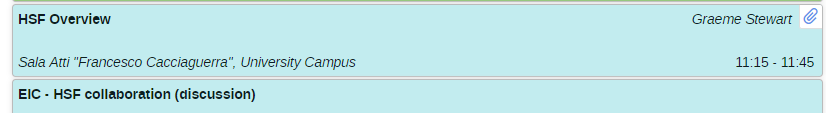 HSF Overview Graeme Stewart
Sala Atti "Francesco Cacciaguerra", University Campus 11:15 - 11:45
EIC - HSF collaboration (discussion)